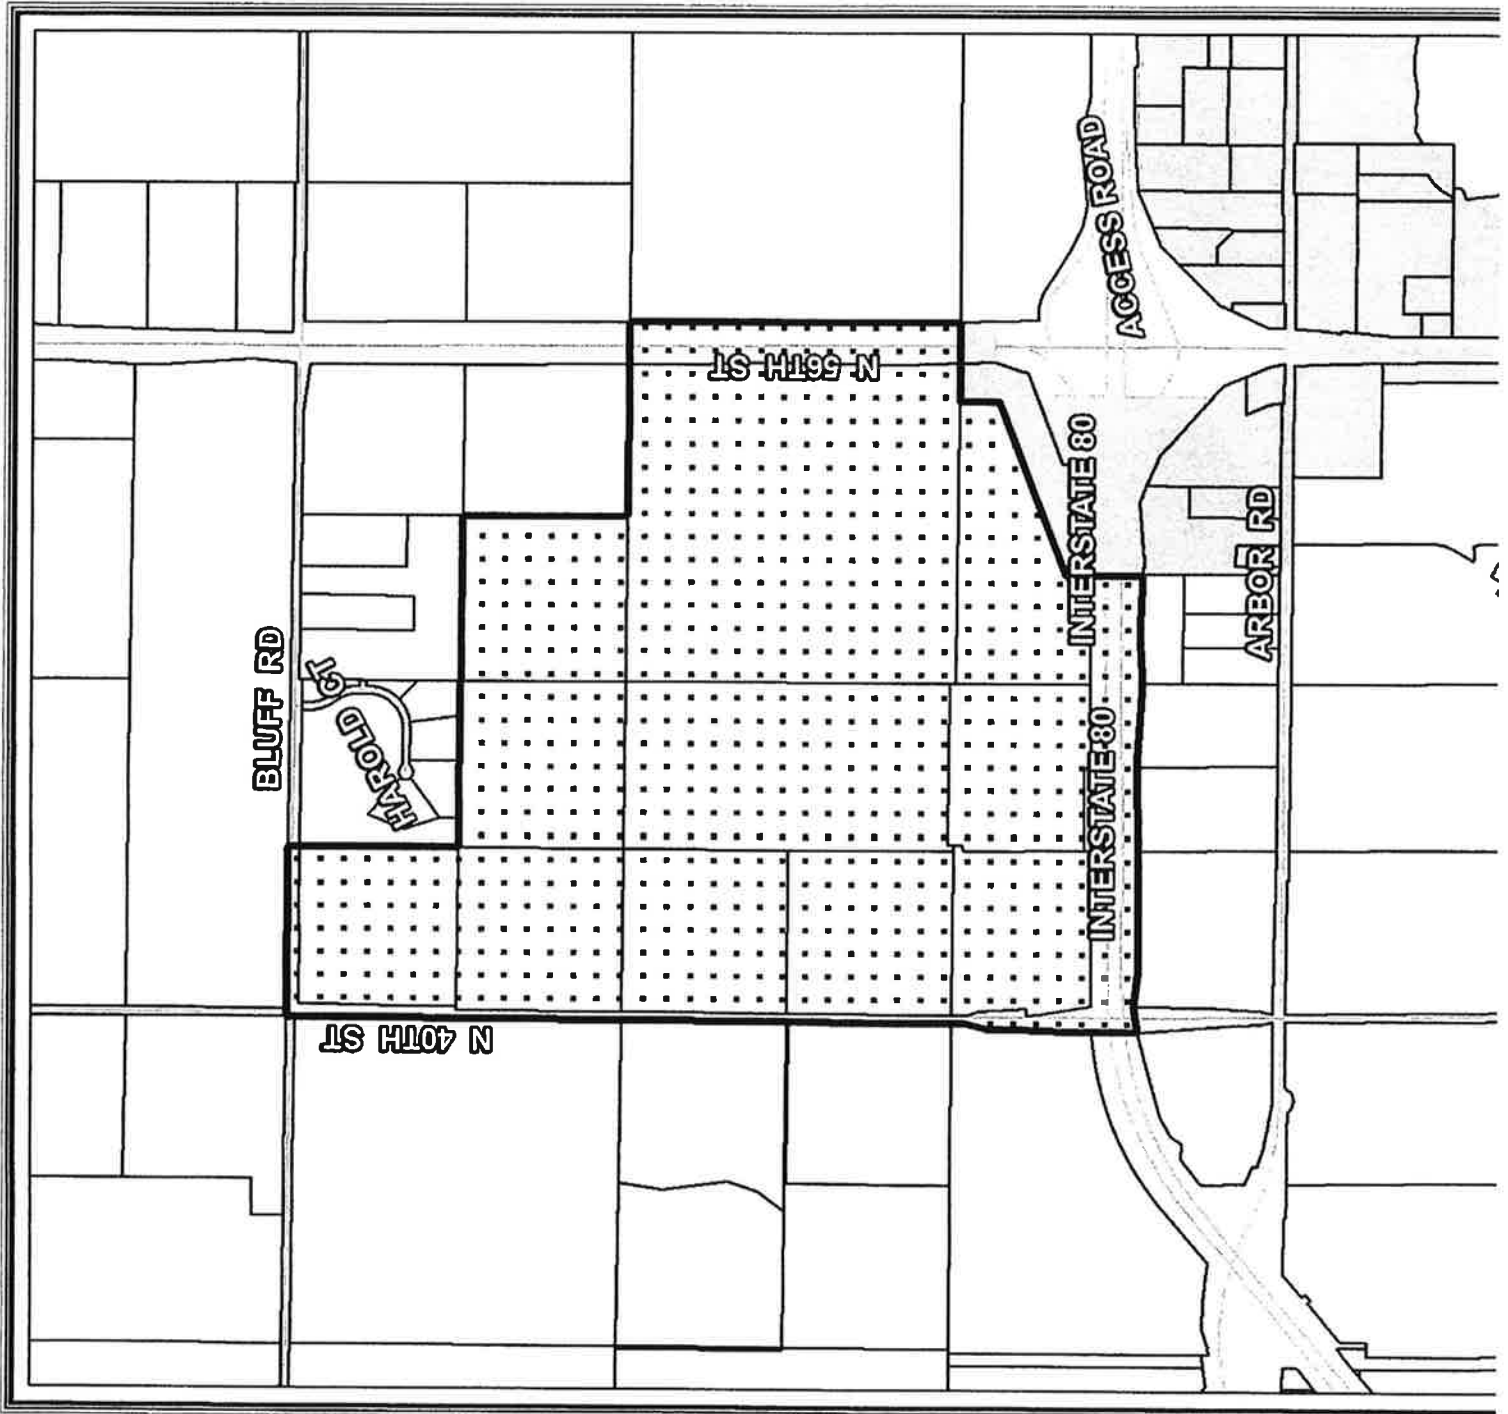 ACCESS ROAD
N 56TH ST
INTERSTATE 80
ARBOR RD
BLUFF RD
HAROLD CT
INTERSTATE 80
N 40TH ST